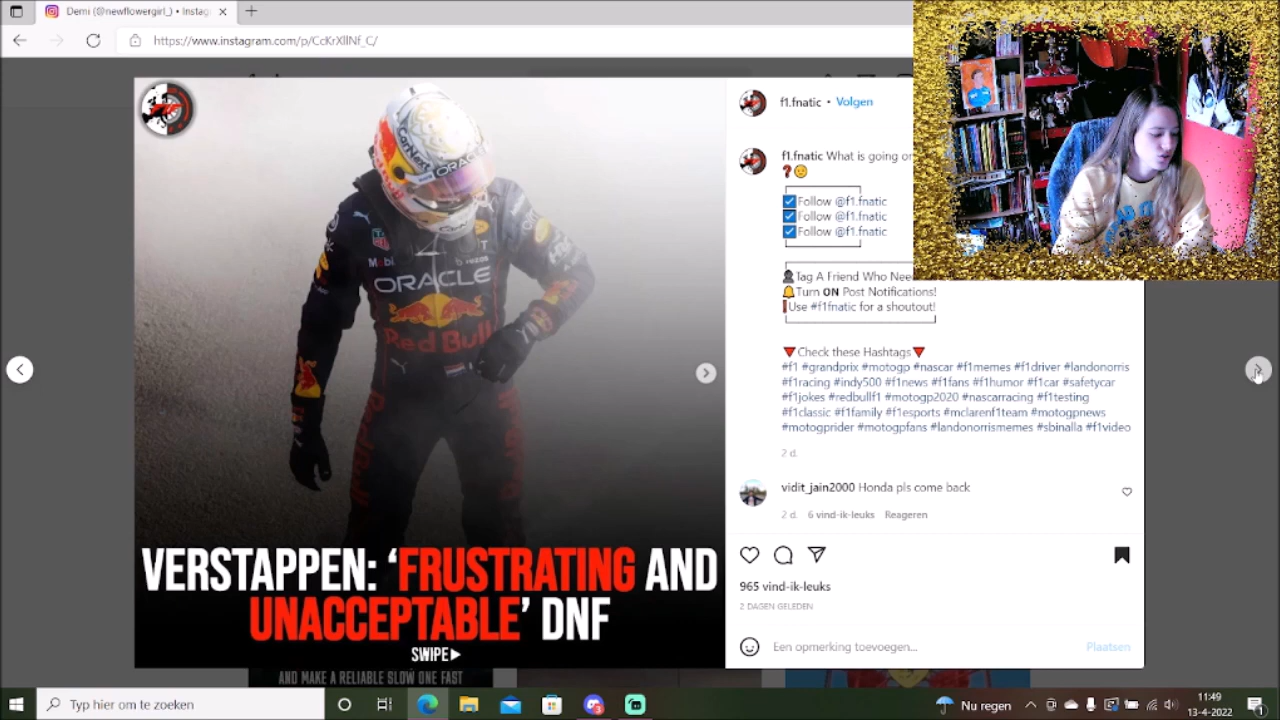 Demi (@newflowergirl_) • Instag
https://www.instagram.com/p/CcKrXllNf_C/
f1.fnatic • Volgen
f1.fnatic What is going on
❓😟
☑Follow @f1.fnatic
☑Follow @f1.fnatic
☑Follow @f1.fnatic
👤Tag A Friend Who Nee
🔔Turn ON Post Notifications!
Use #f1fnatic for a shoutout!
🔻Check these Hashtags🔻
#f1 #grandprix #motogp #nascar #f1memes #f1driver #landonorris
#f1racing #indy500 #f1news #f1fans #f1humor #f1car #safetycar
#f1jokes #redbullf1 #motogp2020 #nascarracing #f1testing
#f1classic #f1family #f1esports #mclarenf1team #motogpnews
#motogprider #motogpfans #landonorrismemes #sbinalla #f1video
2 d.
vidit_jain2000 Honda pls come back
2 d. 6 vind-ik-leuks Reageren
965 vind-ik-leuks
2 DAGEN GELEDEN
Een opmerking toevoegen...
Plaatsen
ORACLE
TAG
Mobi
ORACLE
Red Bull
VERSTAPPEN: ‘FRUSTRATING AND
UNACCEPTABLE’ DNF
SWIPE▶
AND MAKE A RELIABLE SLOW ONE FAST
Typ hier om te zoeken
Nu regen
11:49
13-4-2022
1